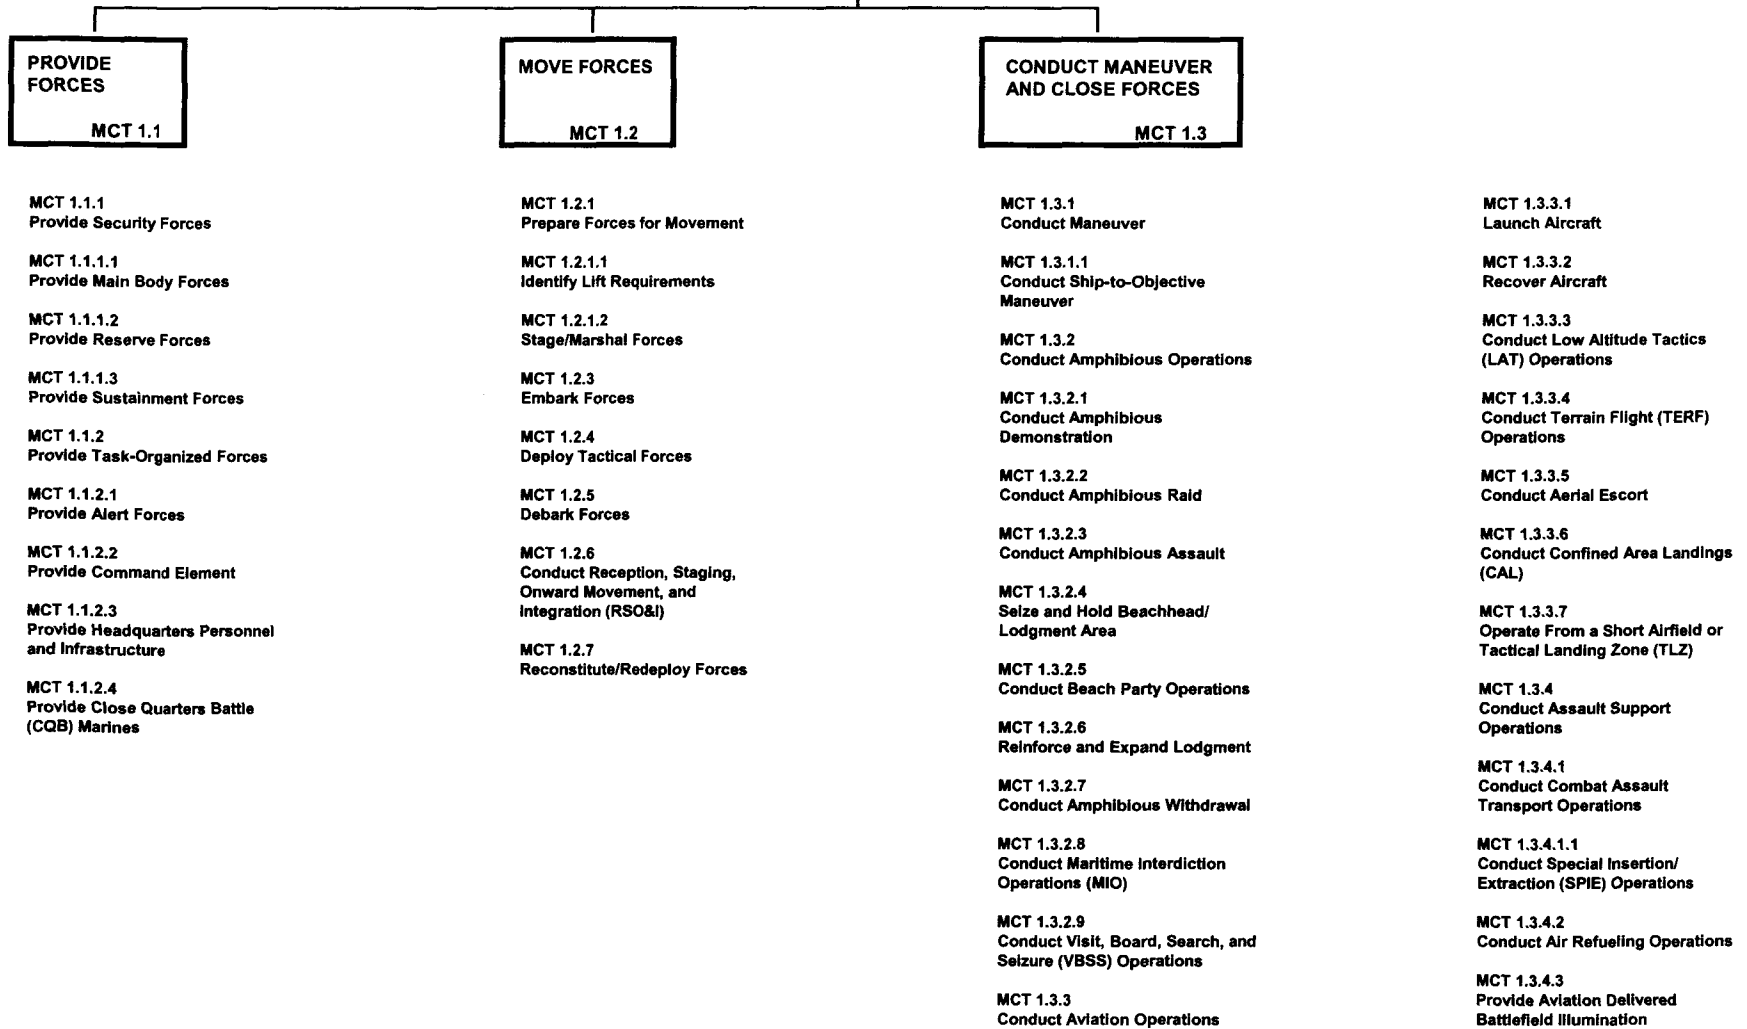 PROVIDE
FORCES
MCT 1.1
MOVE FORCES
MCT 1.2
CONDUCT MANEUVER
AND CLOSE FORCES
MCT 1.3
MCT 1.1.1
Provide Security Forces
MCT 1.1.1.1
Provide Main Body Forces
MCT 1.1.1.2
Provide Reserve Forces
MCT 1.1.1.3
Provide Sustainment Forces
MCT 1.1.2
Provide Task-Organized Forces
MCT 1.1.2.1
Provide Alert Forces
MCT 1.1.2.2
Provide Command Element
MCT 1.1.2.3
Provide Headquarters Personnel
and Infrastructure
MCT 1.1.2.4
Provide Close Quarters Battle
(CQB) Marines
MCT 1.2.1
Prepare Forces for Movement
MCT 1.2.1.1
Identify Lift Requirements
MCT 1.2.1.2
Stage/Marshal Forces
MCT 1.2.3
Embark Forces
MCT 1.2.4
Deploy Tactical Forces
MCT 1.2.5
Debark Forces
MCT 1.2.6
Conduct Reception, Staging,
Onward Movement, and
Integration (RSO&I)
MCT 1.2.7
Reconstitute/Redeploy Forces
MCT 1.3.1
Conduct Maneuver
MCT 1.3.1.1
Conduct Ship-to-Objective
Maneuver
MCT 1.3.2
Conduct Amphibious Operations
MCT 1.3.2.1
Conduct Amphibious
Demonstration
MCT 1.3.2.2
Conduct Amphibious Raid
MCT 1.3.2.3
Conduct Amphibious Assault
MCT 1.3.2.4
Seize and Hold Beachhead/
Lodgment Area
MCT 1.3.2.5
Conduct Beach Party Operations
MCT 1.3.2.6
Reinforce and Expand Lodgment
MCT 1.3.2.7
Conduct Amphibious Withdrawal
MCT 1.3.2.8
Conduct Maritime Interdiction
Operations (MIO)
MCT 1.3.2.9
Conduct Visit, Board, Search, and
Seizure (VBSS) Operations
MCT 1.3.3
Conduct Aviation Operations
MCT 1.3.3.1
Launch Aircraft
MCT 1.3.3.2
Recover Aircraft
MCT 1.3.3.3
Conduct Low Altitude Tactics
(LAT) Operations
MCT 1.3.3.4
Conduct Terrain Flight (TERF)
Operations
MCT 1.3.3.5
Conduct Aerial Escort
MCT 1.3.3.6
Conduct Confined Area Landings
(CAL)
MCT 1.3.3.7
Operate From a Short Airfield or
Tactical Landing Zone (TLZ)
MCT 1.3.4
Conduct Assault Support
Operations
MCT 1.3.4.1
Conduct Combat Assault
Transport Operations
MCT 1.3.4.1.1
Conduct Special Insertion/
Extraction (SPIE) Operations
MCT 1.3.4.2
Conduct Air Refueling Operations
MCT 1.3.4.3
Provide Aviation Delivered
Battlefield Illumination